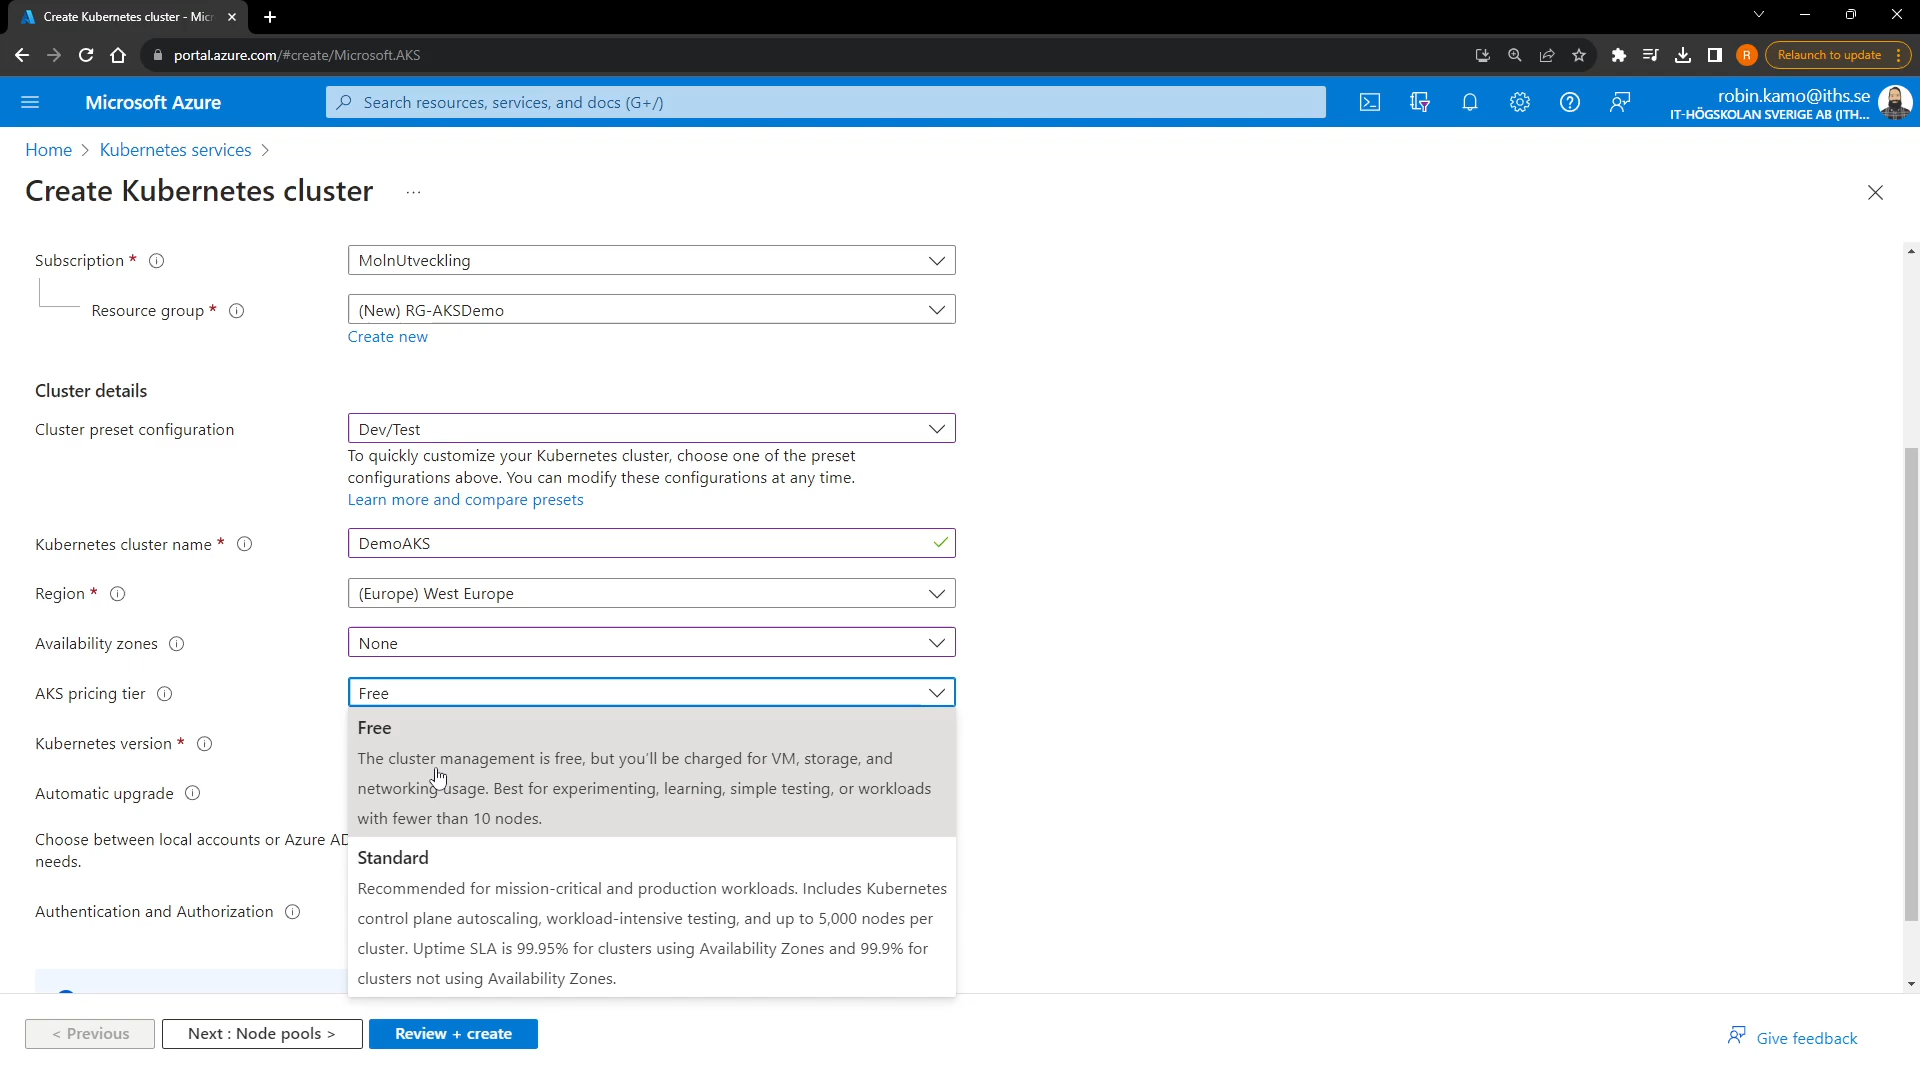 Create Kubernetes cluster - Micr
portal.azure.com/#create/Microsoft.AKS
R
Relaunch to update
Microsoft Azure
Search resources, services, and docs (G+/)
robin.kamo@iths.se
IT-HÖGSKOLAN SVERIGE AB (ITH...
Home > Kubernetes services >
Create Kubernetes cluster ...
Subscription *
MolnUtveckling
Resource group *
(New) RG-AKSDemo
Create new
Cluster details
Cluster preset configuration
Dev/Test
To quickly customize your Kubernetes cluster, choose one of the preset
configurations above. You can modify these configurations at any time.
Learn more and compare presets
Kubernetes cluster name *
DemoAKS
Region *
(Europe) West Europe
Availability zones
None
AKS pricing tier
Free
Free
The cluster management is free, but you'll be charged for VM, storage, and
networking usage. Best for experimenting, learning, simple testing, or workloads
with fewer than 10 nodes.
Standard
Recommended for mission-critical and production workloads. Includes Kubernetes
control plane autoscaling, workload-intensive testing, and up to 5,000 nodes per
cluster. Uptime SLA is 99.95% for clusters using Availability Zones and 99.9% for
clusters not using Availability Zones.
Kubernetes version *
Automatic upgrade
Choose between local accounts or Azure AD
needs.
Authentication and Authorization
< Previous
Next : Node pools >
Review + create
Give feedback